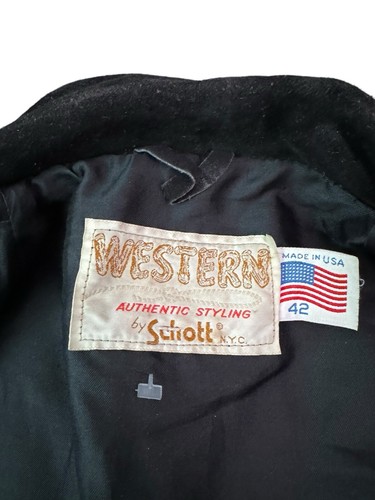 WESTERN
AUTHENTIC STYLING
by Schott® N.Y.C.
MADE IN USA
42